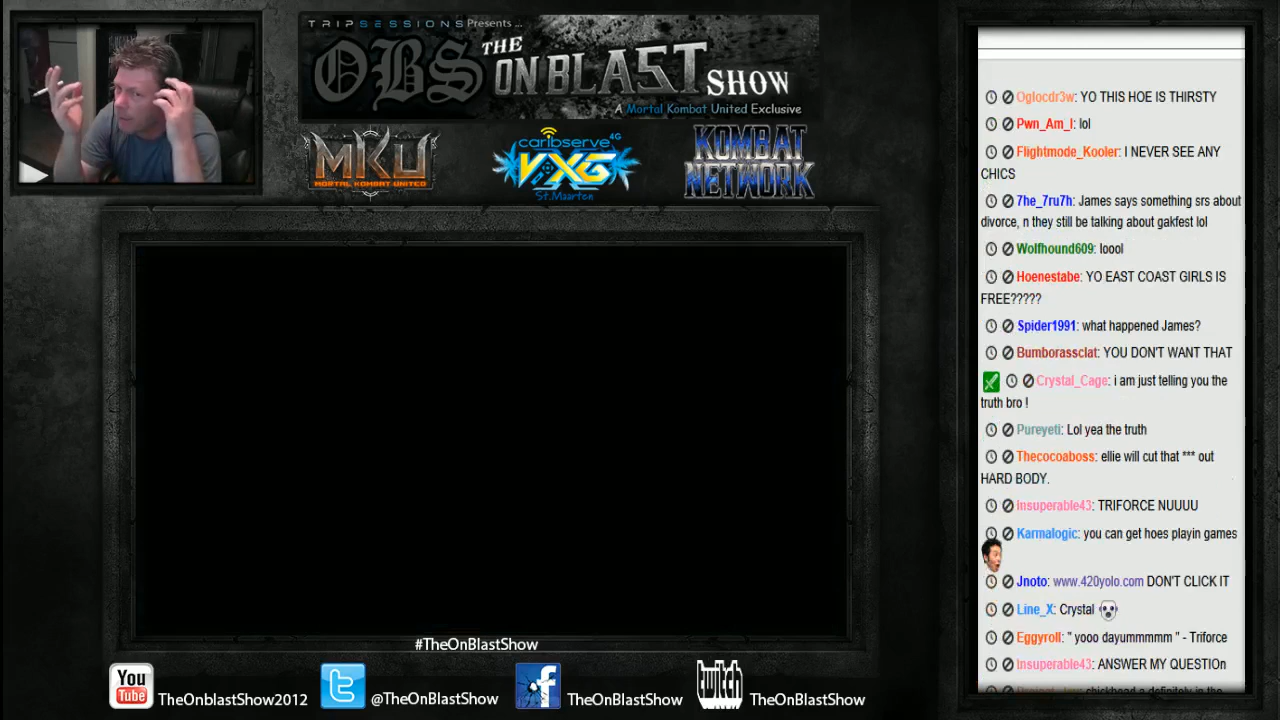 TRIPSESSIONS Presents ...
OBS THE ON BLAST SHOW
A Mortal Kombat United Exclusive
MKU
MORTAL KOMBAT UNITED
caribserve 4G
VXG
St.Maarten
KOMBAT
NETWORK
Oglocdr3w: YO THIS HOE IS THIRSTY
Pwn_Am_I: lol
Flightmode_Kooler: I NEVER SEE ANY
CHICS
7he_7ru7h: James says something srs about
divorce, n they still be talking about gakfest lol
Wolfhound609: loool
Hoenestabe: YO EAST COAST GIRLS IS
FREE?????
Spider1991: what happened James?
Bumborassclat: YOU DON'T WANT THAT
Crystal_Cage: i am just telling you the
truth bro !
Pureyeti: Lol yea the truth
Thecocoaboss: ellie will cut that *** out
HARD BODY.
Insuperable43: TRIFORCE NUUUU
Karmalogic: you can get hoes playin games
Jnoto: www.420yolo.com DON'T CLICK IT
Line_X: Crystal
Eggyroll: " yooo dayummmmm " - Triforce
Insuperable43: ANSWER MY QUESTIOn
#TheOnBlastShow
You Tube TheOnblastShow2012
@TheOnBlastShow
TheOnBlastShow
twitch TheOnBlastShow